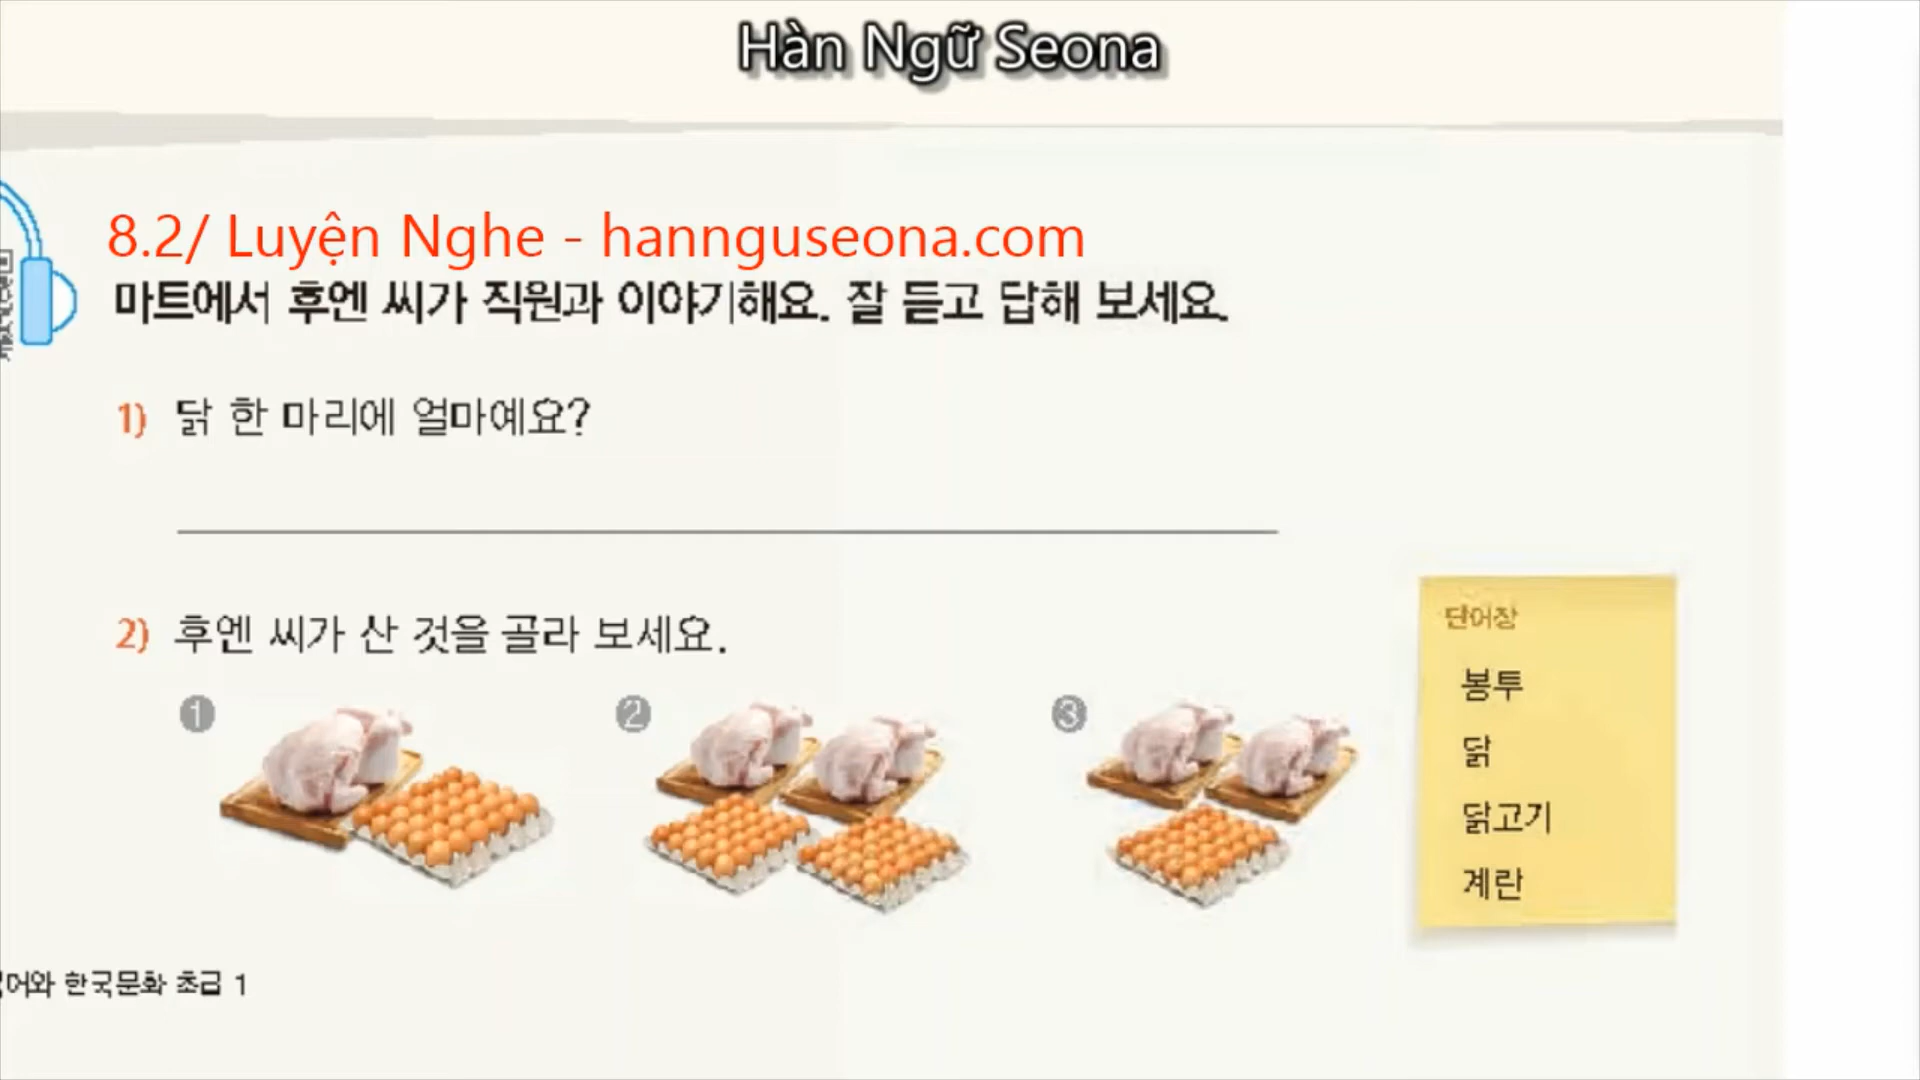 Hàn Ngữ Seona
8.2/ Luyện Nghe - hannguseona.com
마트에서 후엔 씨가 직원과 이야기해요. 잘 듣고 답해 보세요.
1) 닭 한 마리에 얼마예요?
2) 후엔 씨가 산 것을 골라 보세요.
1 2 3
단어장
봉투
닭
닭고기
계란
어와 한국문화 초급 1